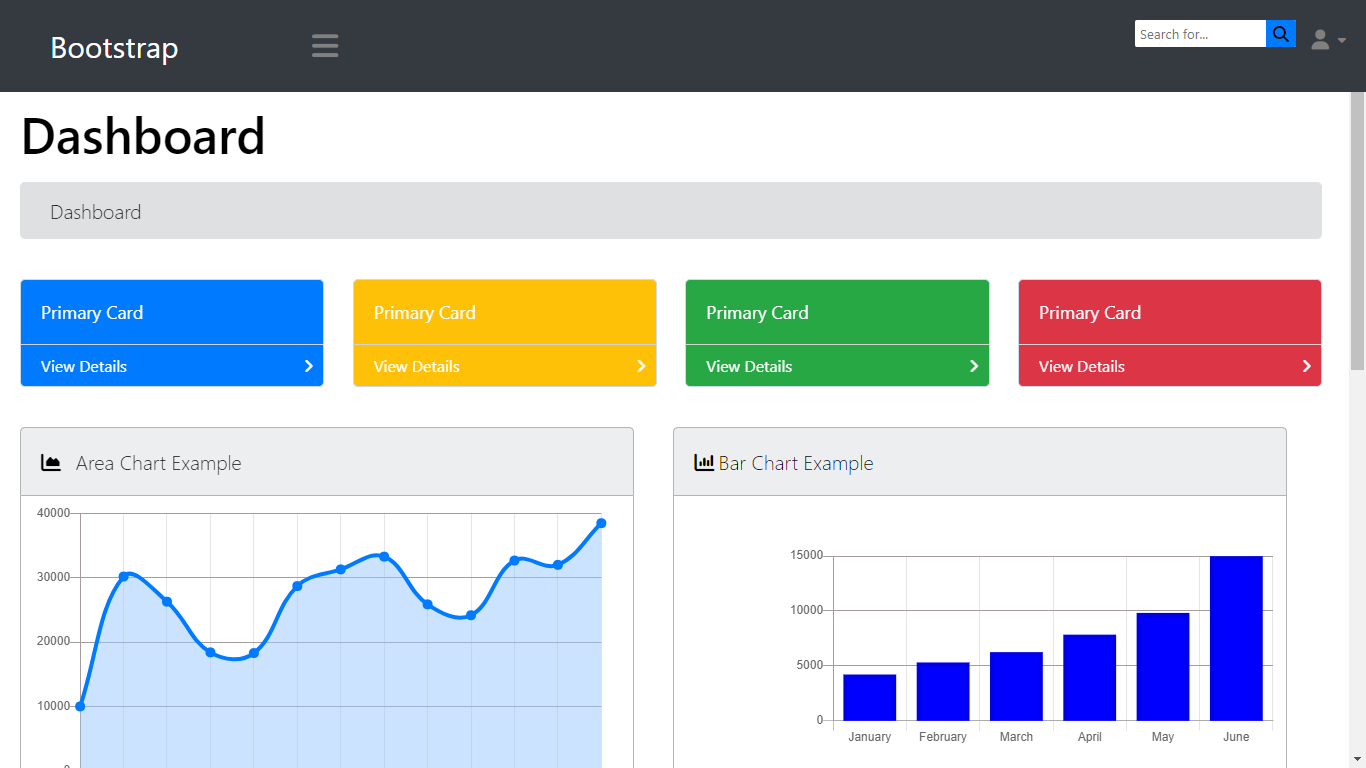 Bootstrap
Search for...
Dashboard
Dashboard
Primary Card
View Details
Primary Card
View Details
Primary Card
View Details
Primary Card
View Details
Area Chart Example
40000
30000
20000
10000
Bar Chart Example
15000
10000
5000
0
January February March April May June